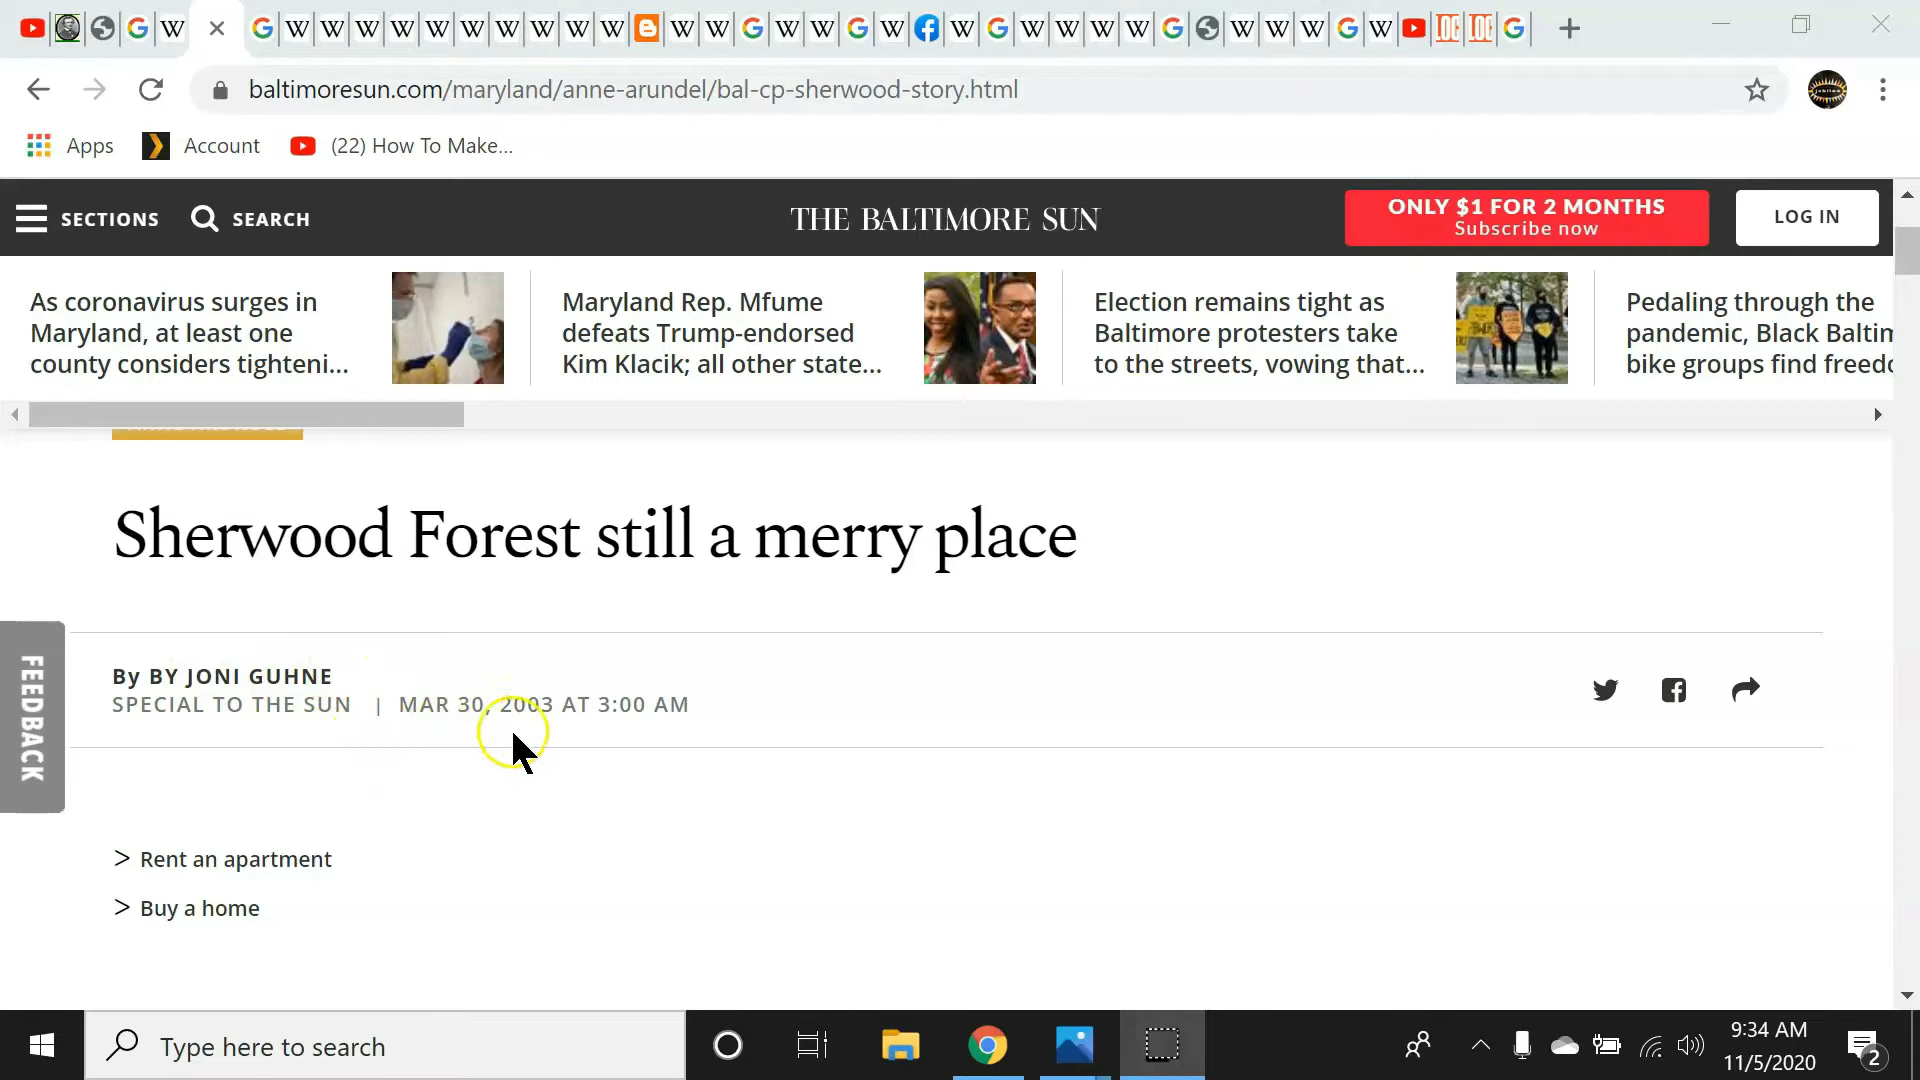 baltimoresun.com/maryland/anne-arundel/bal-cp-sherwood-story.html
Apps
Account
(22) How To Make...
SECTIONS
SEARCH
THE BALTIMORE SUN
ONLY $1 FOR 2 MONTHS
Subscribe now
LOG IN
As coronavirus surges in
Maryland, at least one
county considers tighteni...
Maryland Rep. Mfume
defeats Trump-endorsed
Kim Klacik; all other state...
Election remains tight as
Baltimore protesters take
to the streets, vowing that...
Pedaling through the
pandemic, Black Baltim
bike groups find freed
Sherwood Forest still a merry place
By BY JONI GUHNE
SPECIAL TO THE SUN | MAR 30, 2003 AT 3:00 AM
FEEDBACK
> Rent an apartment
> Buy a home
Type here to search
9:34 AM
11/5/2020
2